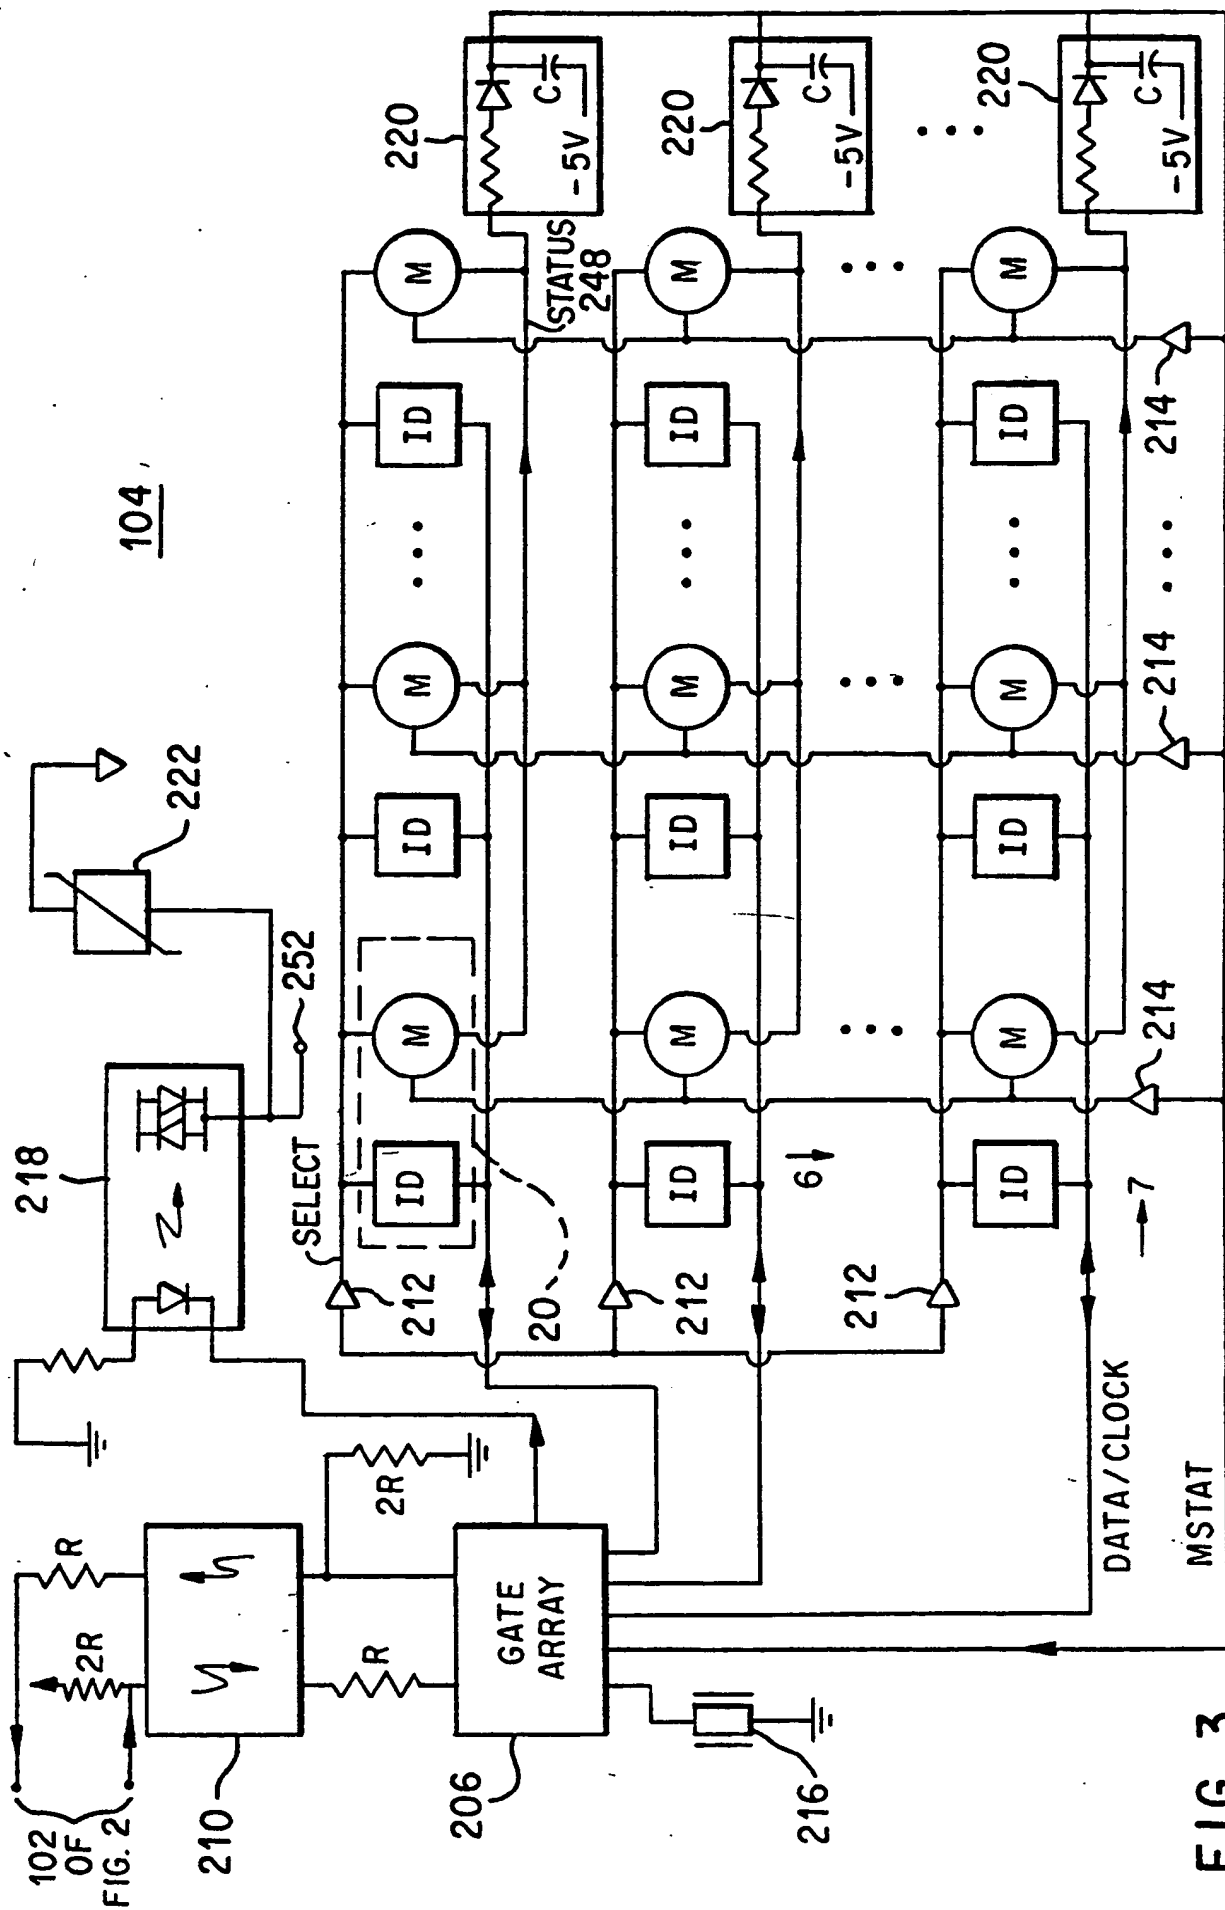 104
102
OF
FIG. 2
2R
R
210
R
2R
206
GATE
ARRAY
216
218
222
252
SELECT
212
212
212
20
ID
M
ID
M
ID
M
ID
M
ID
M
ID
M
ID
M
ID
M
ID
M
STATUS
248
220
C
-5V
220
C
-5V
220
C
-5V
6
7
214
214
214
DATA/CLOCK
MSTAT
FIG. 3